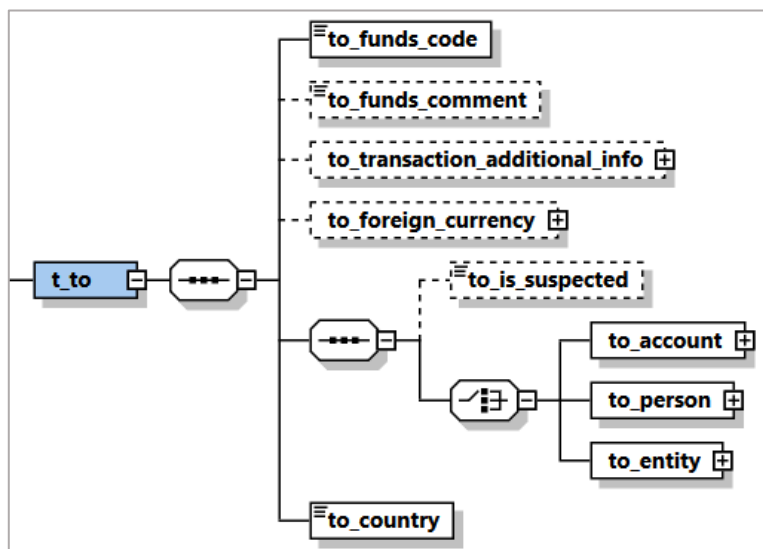 to_funds_code
to_funds_comment
to_transaction_additional_info
to_foreign_currency
t_to
to_is_suspected
to_account
to_person
to_entity
to_country